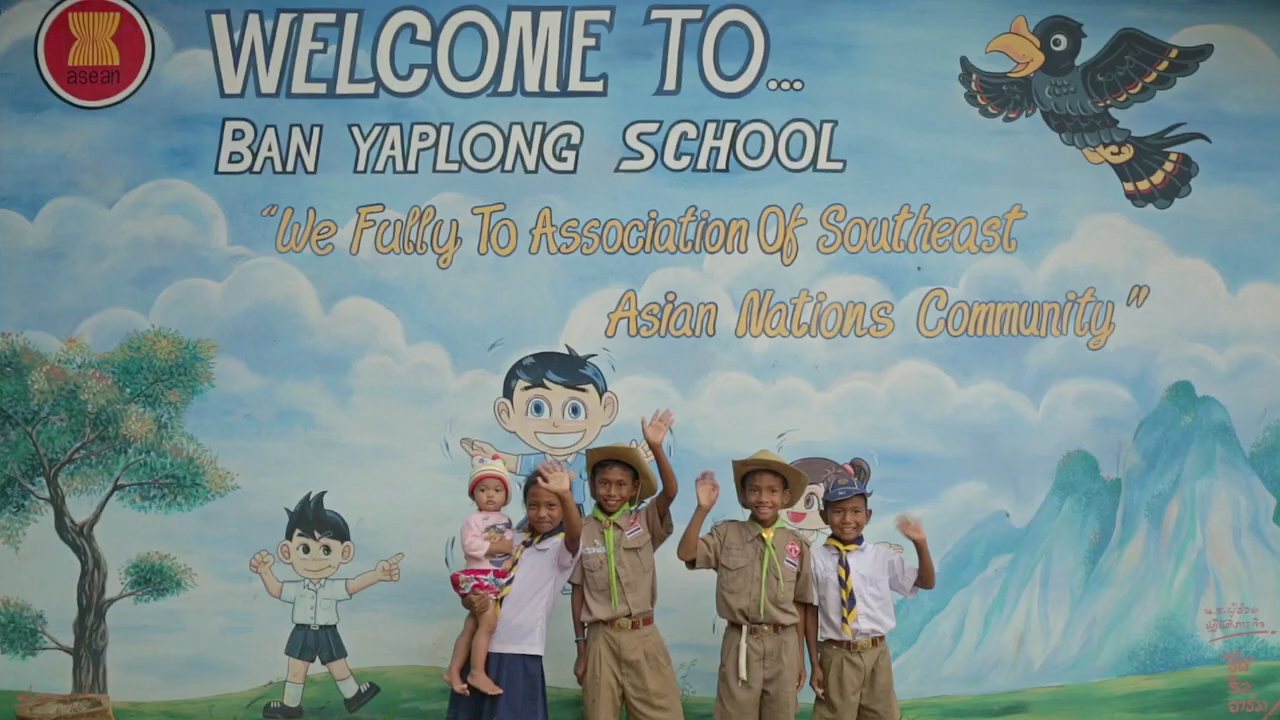 asean
WELCOME TO...
BAN YAPLONG SCHOOL
"We Fully To Association Of Southeast
Asian Nations Community"